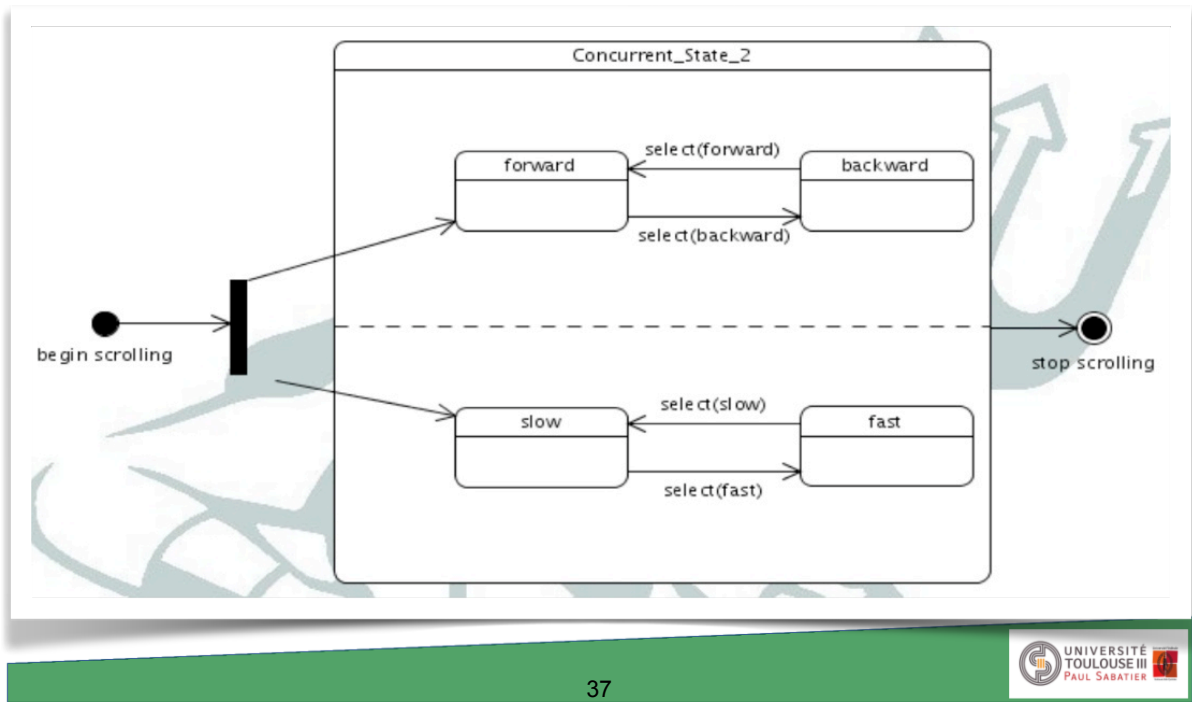 Concurrent_State_2
select(forward)
forward
backward
select(backward)
begin scrolling
stop scrolling
select(slow)
slow
fast
select(fast)
37
UNIVERSITÉ
TOULOUSE III
PAUL SABATIER